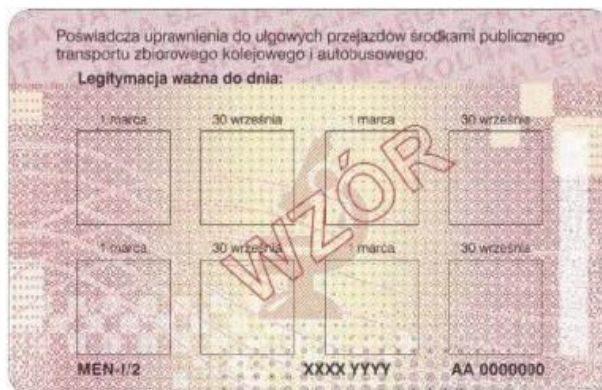 Poświadcza uprawnienia do ulgowych przejazdów środkami publicznego
transportu zbiorowego kolejowego i autobusowego.
Legitymacja ważna do dnia:
1 marca 30 września 1 marca 30 września
1 marca 30 września 1 marca 30 września
WZÓR
MEN-I/2 XXXX YYYY AA 0000000